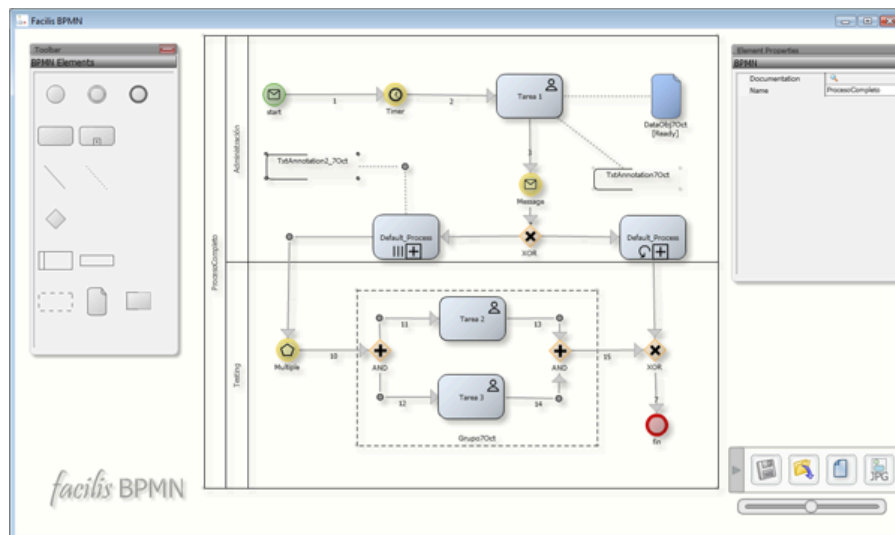 Facilis BPMN
Toolbar
BPMN Elements
Element Properties
BPMN
Documentation
Name
ProcesoCompleto
ProcesoCompleto
Administración
start
1
Timer
2
Tarea 1
DataObj7Oct
[Ready]
TxtAnnotation2_7Oct
3
TxtAnnotation7Oct
Message
Default_Process
XOR
Default_Process
Testing
Multiple
10
AND
11
Tarea 2
13
12
Tarea 3
14
AND
15
XOR
7
fin
Grupo7Oct
facilis BPMN
JPG